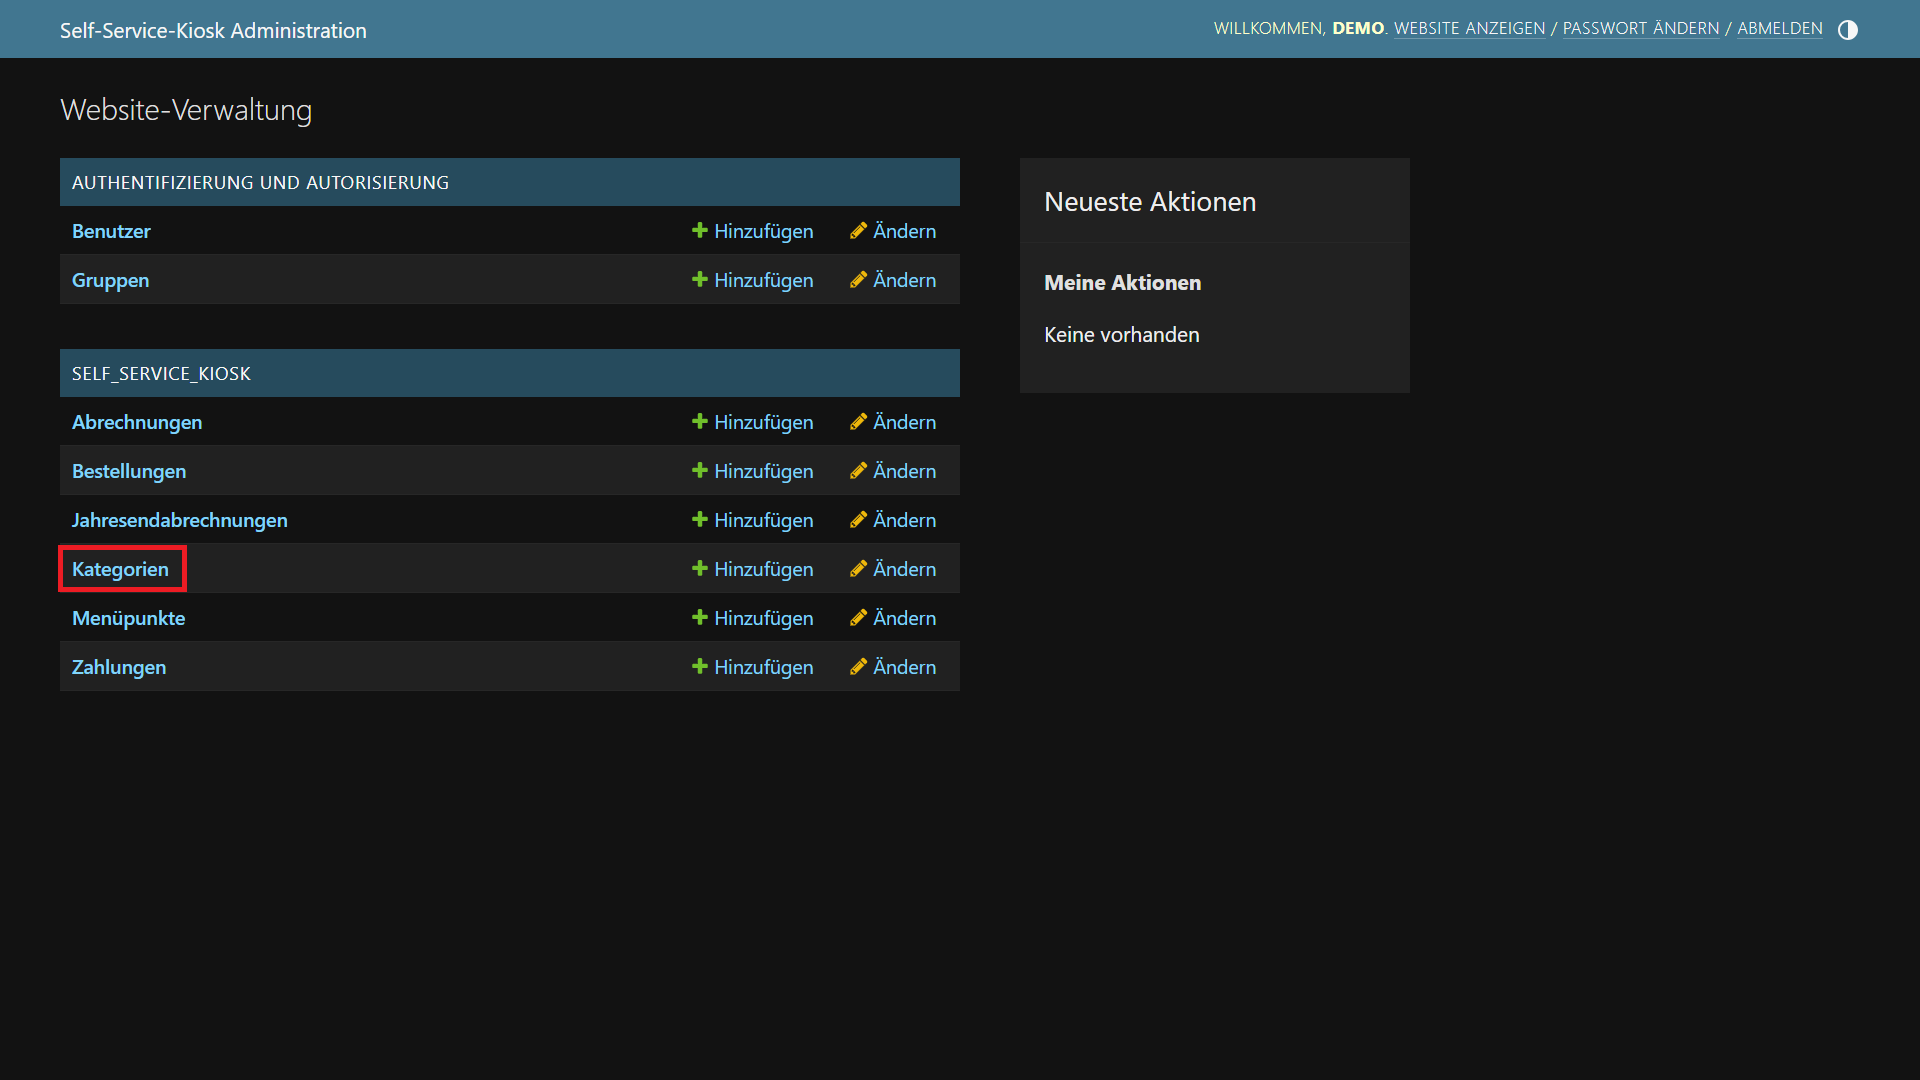 Self-Service-Kiosk Administration
WILLKOMMEN, DEMO. WEBSITE ANZEIGEN / PASSWORT ÄNDERN / ABMELDEN
Website-Verwaltung
AUTHENTIFIZIERUNG UND AUTORISIERUNG
Benutzer Hinzufügen Ändern
Gruppen Hinzufügen Ändern
SELF_SERVICE_KIOSK
Abrechnungen Hinzufügen Ändern
Bestellungen Hinzufügen Ändern
Jahresendabrechnungen Hinzufügen Ändern
Kategorien Hinzufügen Ändern
Menüpunkte Hinzufügen Ändern
Zahlungen Hinzufügen Ändern
Neueste Aktionen
Meine Aktionen
Keine vorhanden